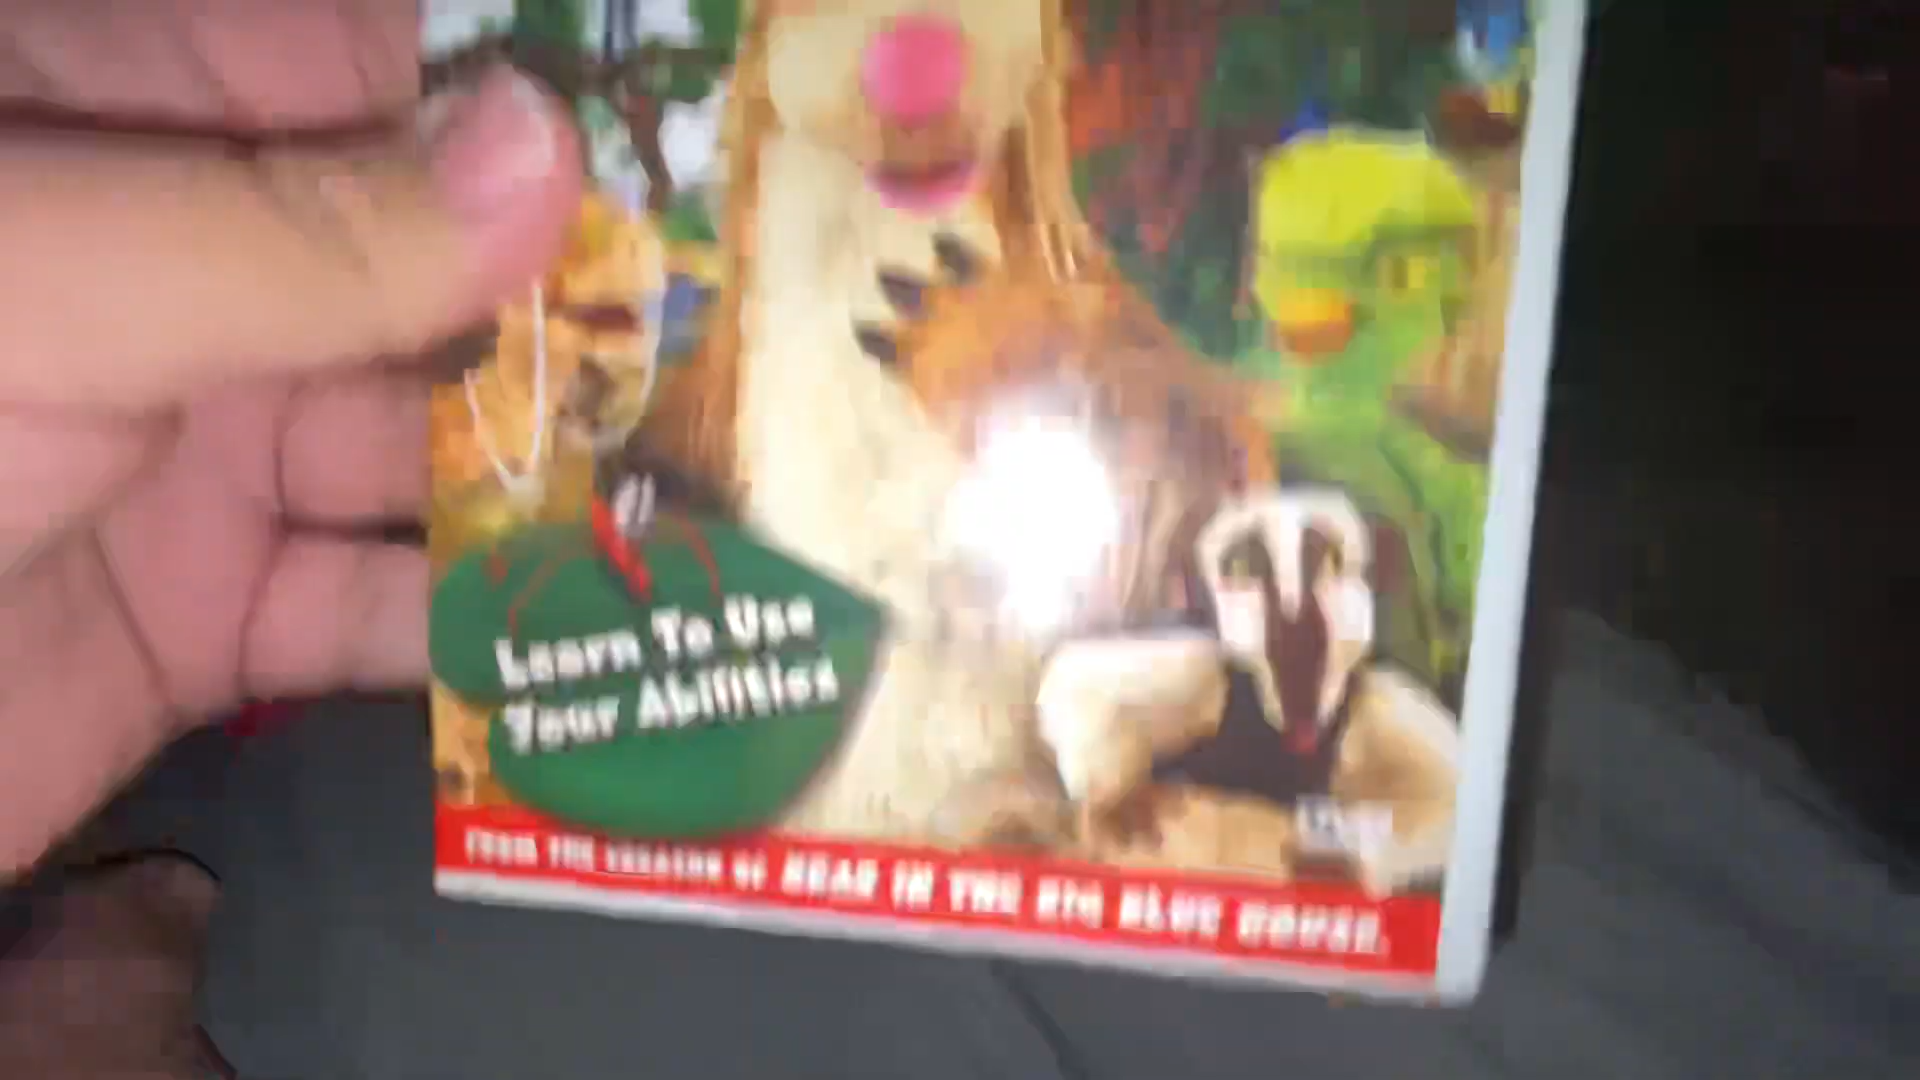 Learn To Use
Your Abilities
FROM THE CREATOR OF BEAR IN THE BIG BLUE HOUSE.